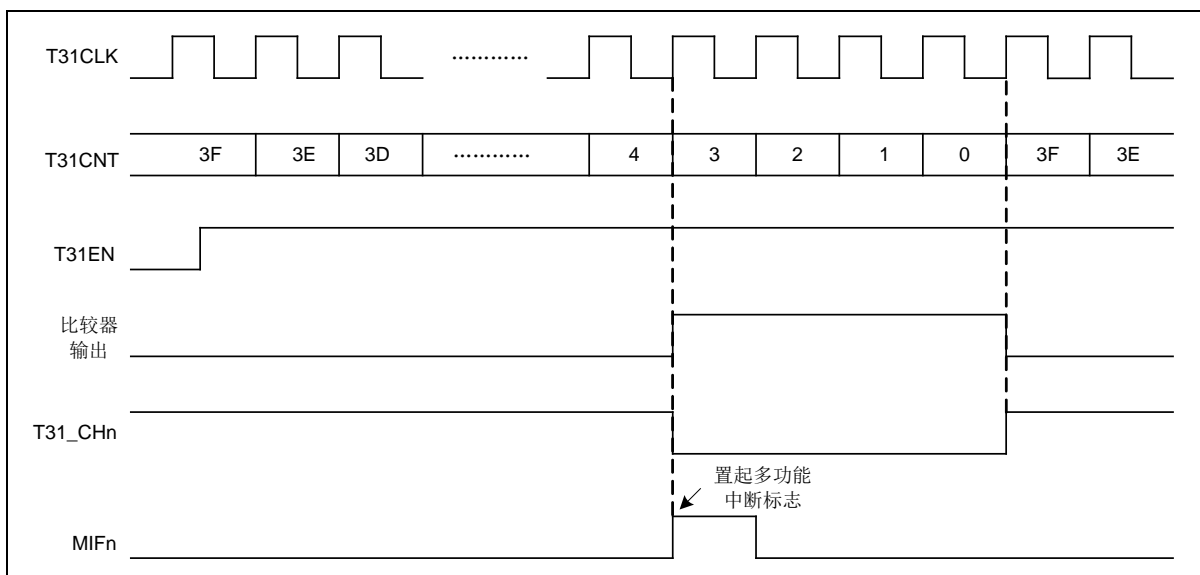 T31CLK
…………
T31CNT
3F 3E 3D ………… 4 3 2 1 0 3F 3E
T31EN
比较器
输出
T31_CHn
置起多功能
中断标志
MIFn